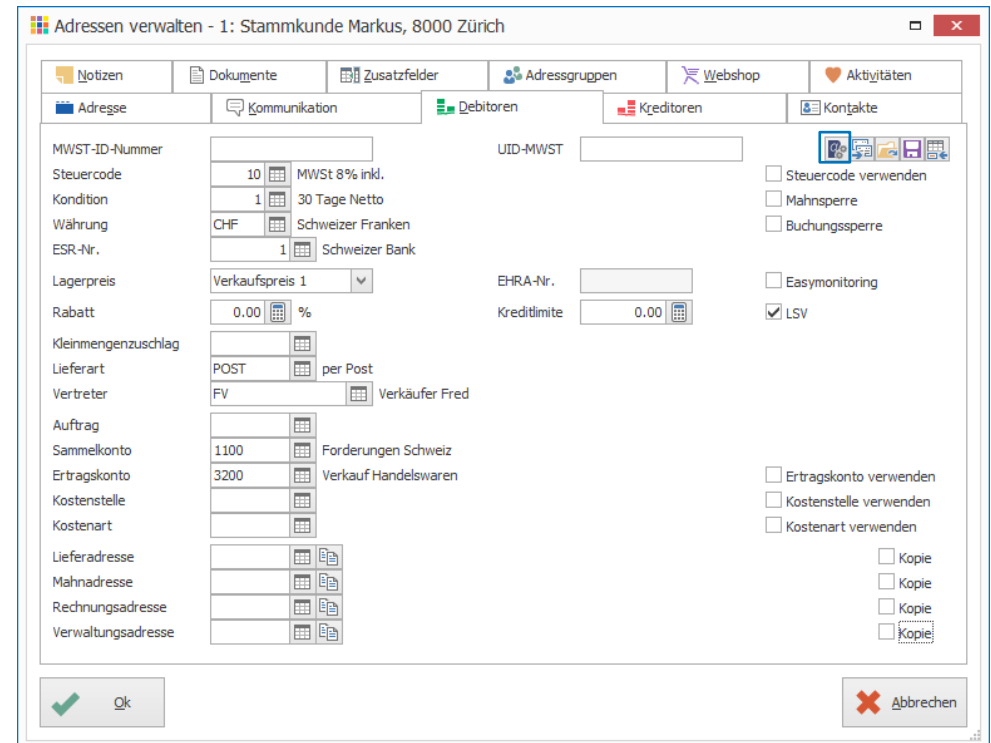 Adressen verwalten - 1: Stammkunde Markus, 8000 Zürich
Notizen Dokumente Zusatzfelder Adressgruppen Webshop Aktivitäten
Adresse Kommunikation Debitoren Kreditoren Kontakte
MWST-ID-Nummer UID-MWST
Steuercode 10 MWSt 8% inkl. Steuercode verwenden
Kondition 1 30 Tage Netto Mahnsperre
Währung CHF Schweizer Franken Buchungssperre
ESR-Nr. 1 Schweizer Bank
Lagerpreis Verkaufspreis 1 EHRA-Nr. Easymonitoring
Rabatt 0.00 % Kreditlimite 0.00 LSV
Kleinmengenzuschlag
Lieferart POST per Post
Vertreter FV Verkäufer Fred
Auftrag
Sammelkonto 1100 Forderungen Schweiz
Ertragskonto 3200 Verkauf Handelswaren Ertragskonto verwenden
Kostenstelle Kostenstelle verwenden
Kostenart Kostenart verwenden
Lieferadresse Kopie
Mahnadresse Kopie
Rechnungsadresse Kopie
Verwaltungsadresse Kopie
Ok Abbrechen